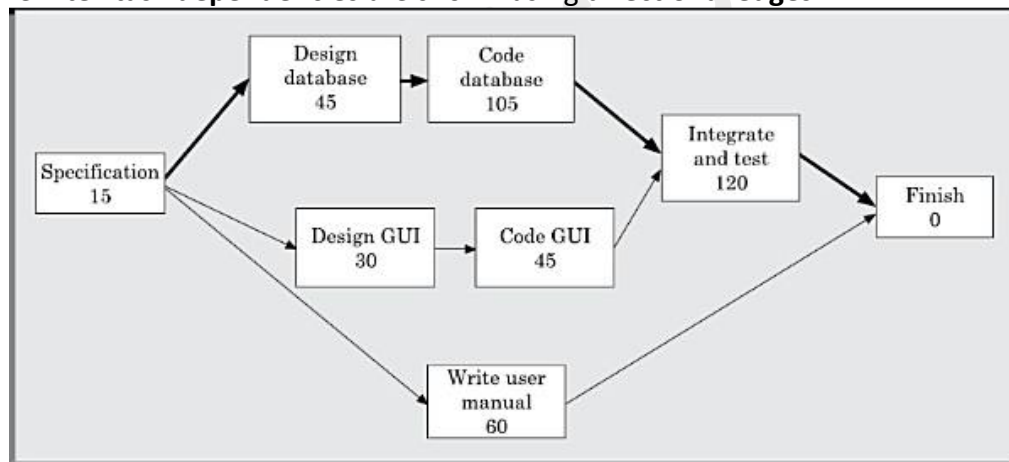 Design
database
45
Code
database
105
Integrate
and test
120
Specification
15
Finish
0
Design GUI
30
Code GUI
45
Write user
manual
60